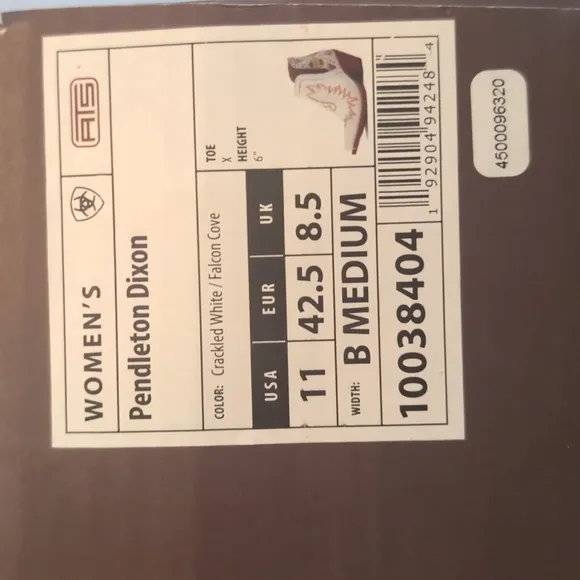 WOMEN'S
ATS
Pendleton Dixon
COLOR: Crackled White / Falcon Cove
TOE
X
HEIGHT
6"
USA EUR UK
11 42.5 8.5
WIDTH: B MEDIUM
10038404
1 92904 94248 4
4500096320